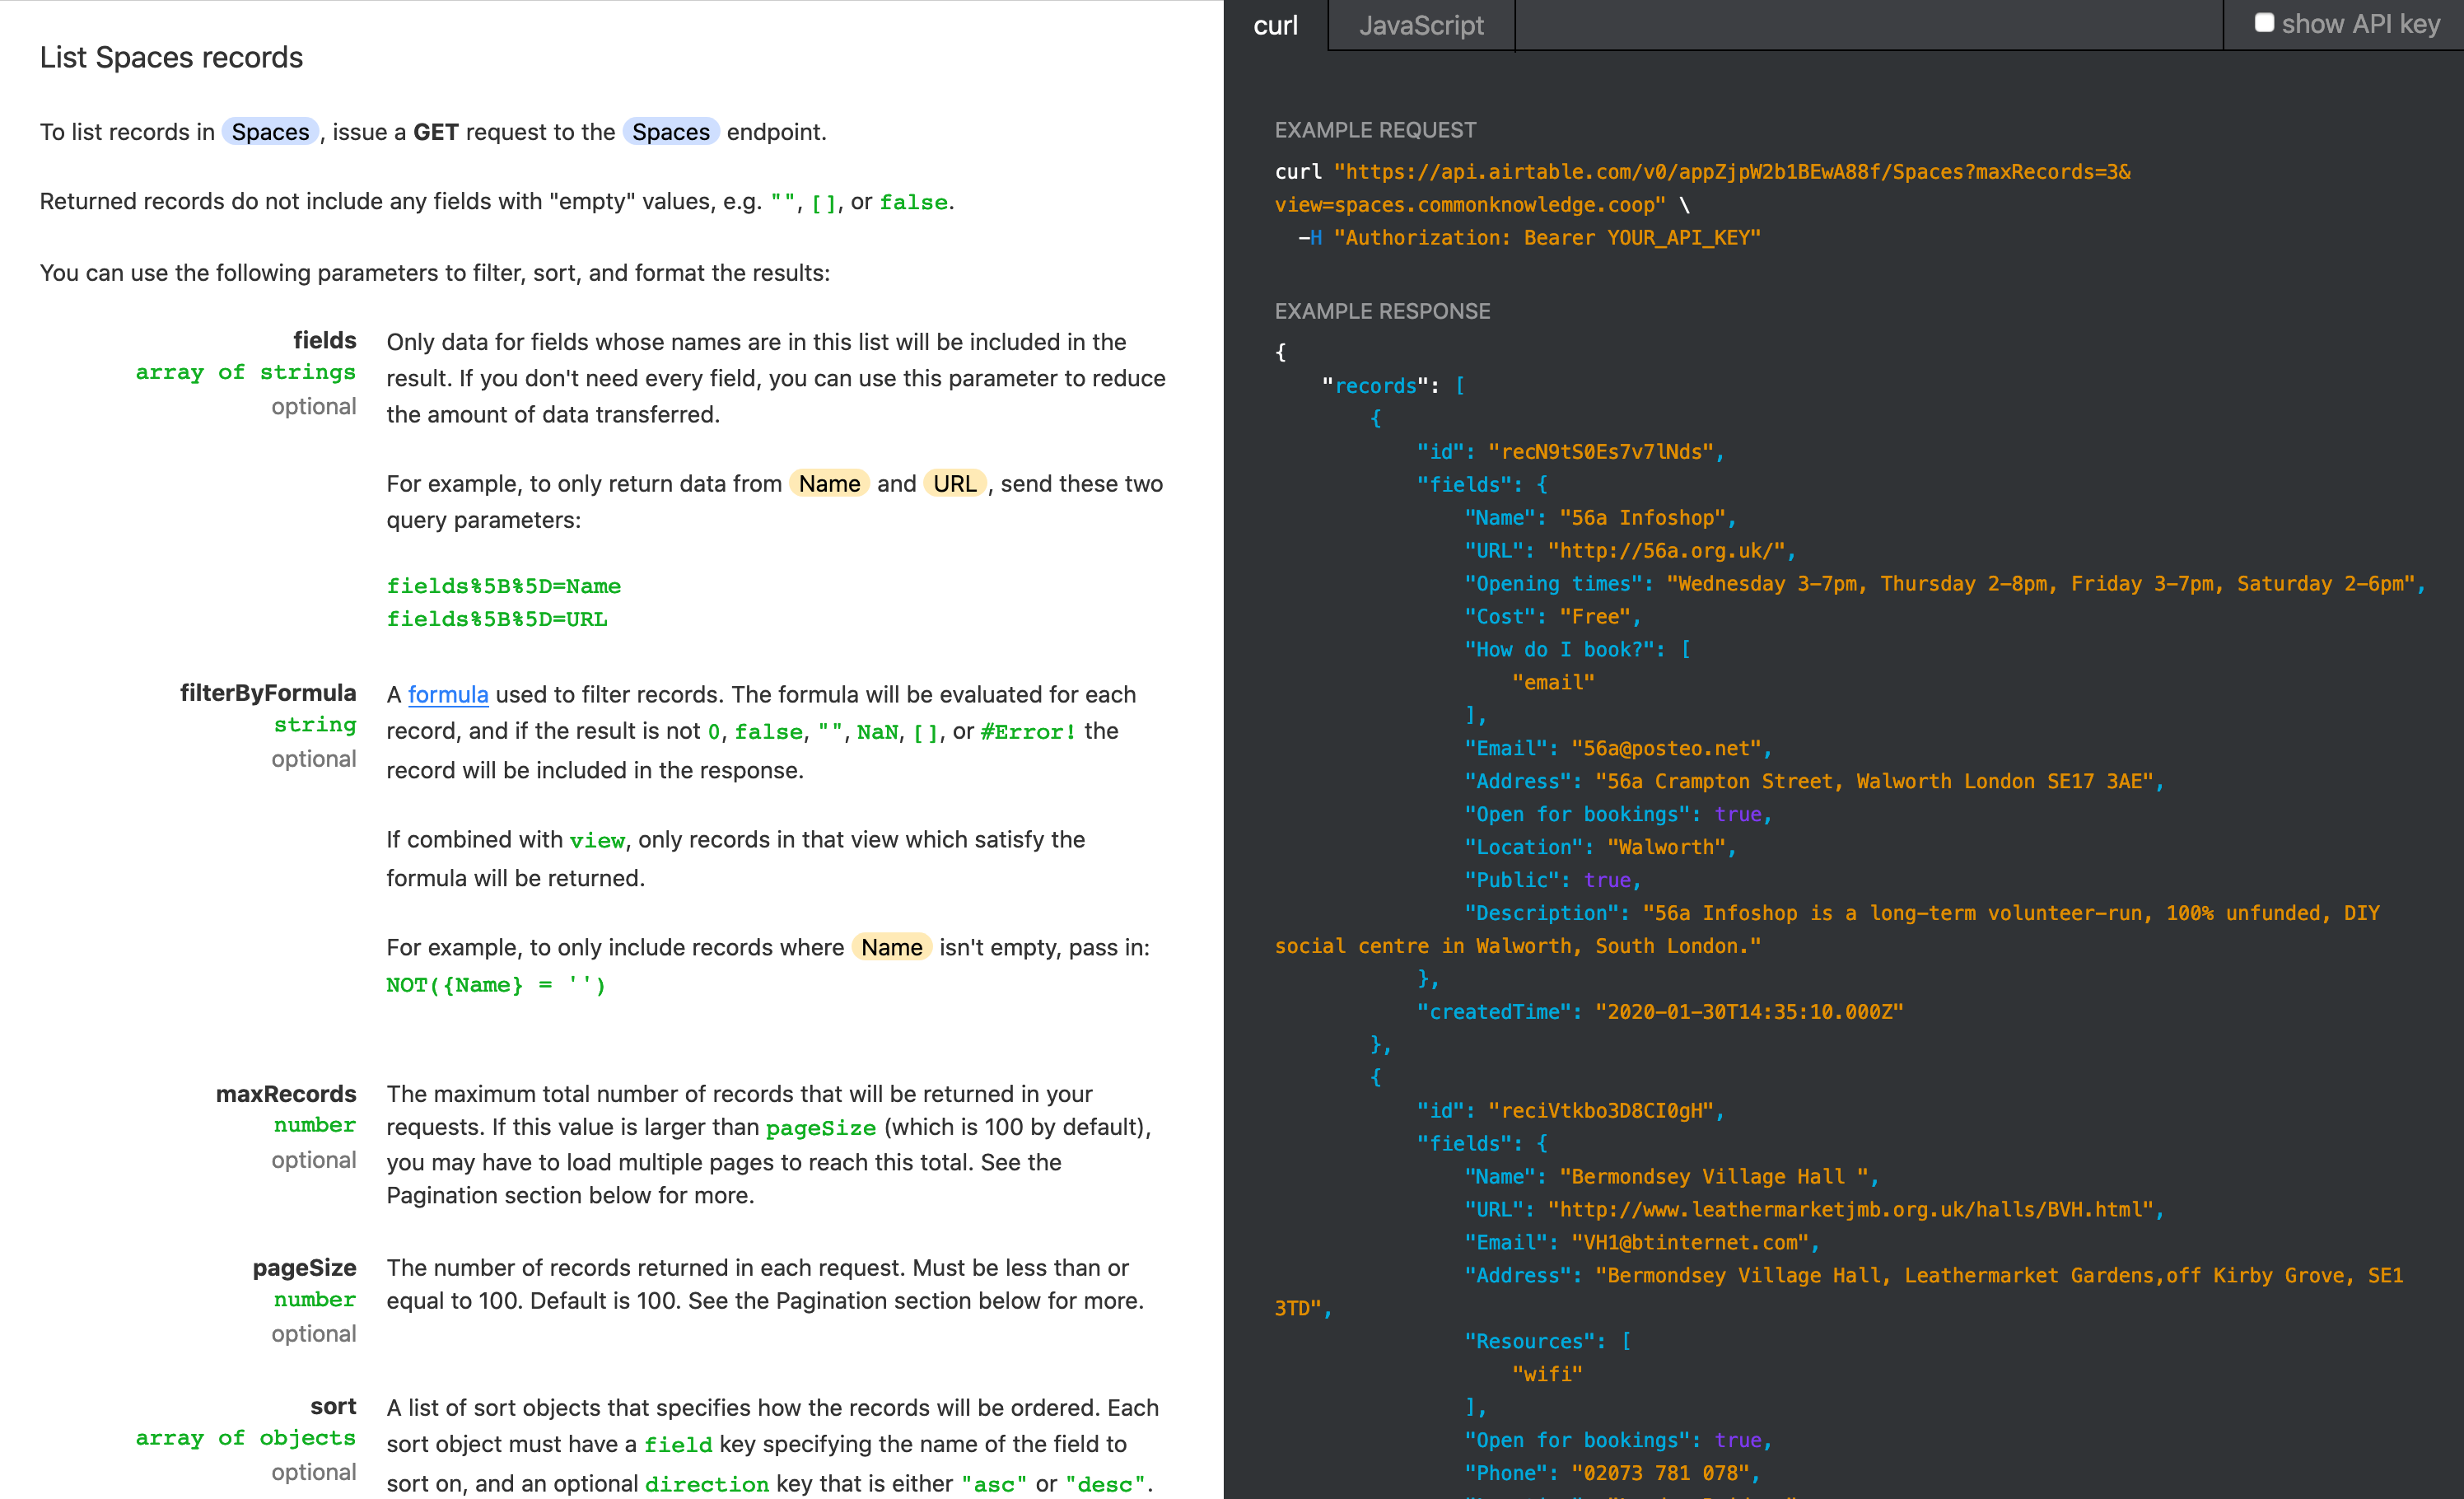 List Spaces records
To list records in Spaces, issue a GET request to the Spaces endpoint.
Returned records do not include any fields with "empty" values, e.g. "", [], or false.
You can use the following parameters to filter, sort, and format the results:
fields
array of strings
optional
Only data for fields whose names are in this list will be included in the
result. If you don't need every field, you can use this parameter to reduce
the amount of data transferred.
For example, to only return data from Name and URL, send these two
query parameters:
fields%5B%5D=Name
fields%5B%5D=URL
filterByFormula
string
optional
A formula used to filter records. The formula will be evaluated for each
record, and if the result is not 0, false, "", NaN, [], or #Error! the
record will be included in the response.
If combined with view, only records in that view which satisfy the
formula will be returned.
For example, to only include records where Name isn't empty, pass in:
NOT({Name} = '')
maxRecords
number
optional
The maximum total number of records that will be returned in your
requests. If this value is larger than pageSize (which is 100 by default),
you may have to load multiple pages to reach this total. See the
Pagination section below for more.
pageSize
number
optional
The number of records returned in each request. Must be less than or
equal to 100. Default is 100. See the Pagination section below for more.
sort
array of objects
optional
A list of sort objects that specifies how the records will be ordered. Each
sort object must have a field key specifying the name of the field to
sort on, and an optional direction key that is either "asc" or "desc".
curl
JavaScript
show API key
EXAMPLE REQUEST
curl "https://api.airtable.com/v0/appZjpW2b1BEwA88f/Spaces?maxRecords=3&
view=spaces.commonknowledge.coop" \
-H "Authorization: Bearer YOUR_API_KEY"
EXAMPLE RESPONSE
{
"records": [
{
"id": "recN9tS0Es7v7lNds",
"fields": {
"Name": "56a Infoshop",
"URL": "http://56a.org.uk/",
"Opening times": "Wednesday 3-7pm, Thursday 2-8pm, Friday 3-7pm, Saturday 2-6pm",
"Cost": "Free",
"How do I book?": [
"email"
],
"Email": "56a@posteo.net",
"Address": "56a Crampton Street, Walworth London SE17 3AE",
"Open for bookings": true,
"Location": "Walworth",
"Public": true,
"Description": "56a Infoshop is a long-term volunteer-run, 100% unfunded, DIY
social centre in Walworth, South London."
},
"createdTime": "2020-01-30T14:35:10.000Z"
},
{
"id": "reciVtkbo3D8CI0gH",
"fields": {
"Name": "Bermondsey Village Hall ",
"URL": "http://www.leathermarketjmb.org.uk/halls/BVH.html",
"Email": "VH1@btinternet.com",
"Address": "Bermondsey Village Hall, Leathermarket Gardens,off Kirby Grove, SE1
3TD",
"Resources": [
"wifi"
],
"Open for bookings": true,
"Phone": "02073 781 078",